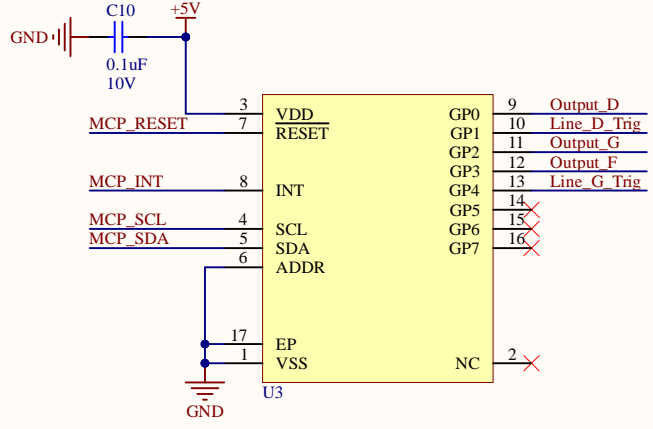 C10
+5V
GND
0.1uF
10V
3 VDD GP0 9 Output_D
MCP_RESET 7 RESET GP1 10 Line_D_Trig
GP2 11 Output_G
GP3 12 Output_F
MCP_INT 8 INT GP4 13 Line_G_Trig
GP5 14
MCP_SCL 4 SCL GP6 15
MCP_SDA 5 SDA GP7 16
6 ADDR
17 EP
1 VSS NC 2
U3
GND